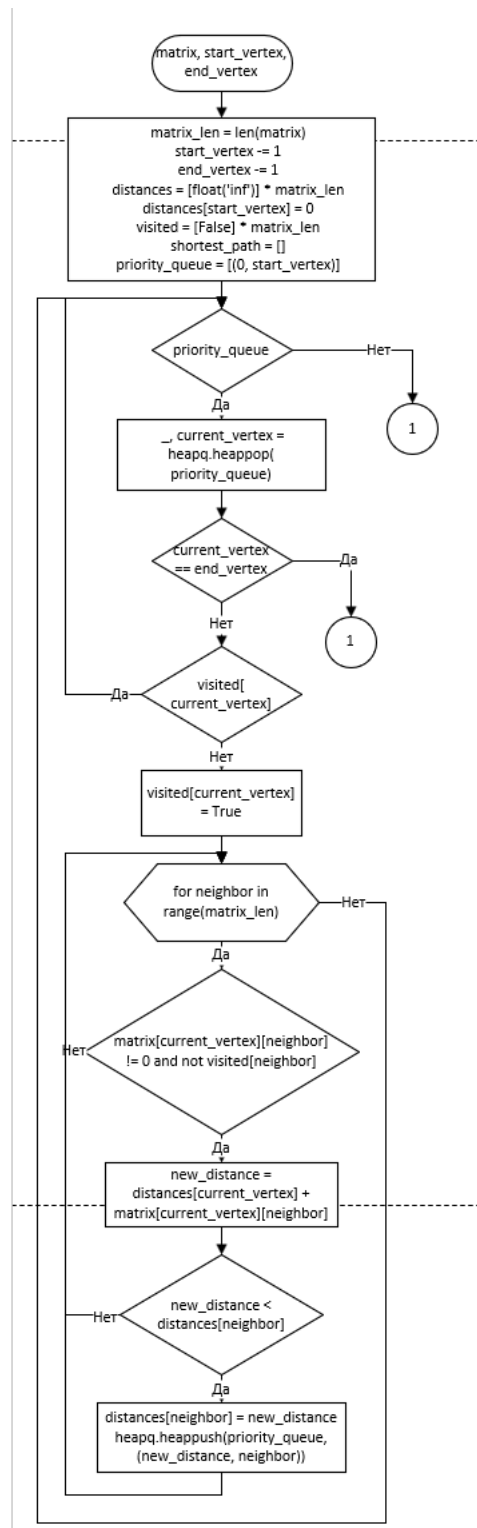 matrix, start_vertex,
end_vertex
matrix_len = len(matrix)
start_vertex -= 1
end_vertex -= 1
distances = [float('inf')] * matrix_len
distances[start_vertex] = 0
visited = [False] * matrix_len
shortest_path = []
priority_queue = [(0, start_vertex)]
priority_queue
Нет
1
Да
_, current_vertex =
heapq.heappop(
priority_queue)
current_vertex
== end_vertex
Да
1
Нет
visited[
current_vertex]
Да
Нет
visited[current_vertex]
= True
for neighbor in
range(matrix_len)
Нет
Да
matrix[current_vertex][neighbor]
!= 0 and not visited[neighbor]
Нет
Да
new_distance =
distances[current_vertex] +
matrix[current_vertex][neighbor]
new_distance <
distances[neighbor]
Нет
Да
distances[neighbor] = new_distance
heapq.heappush(priority_queue,
(new_distance, neighbor))